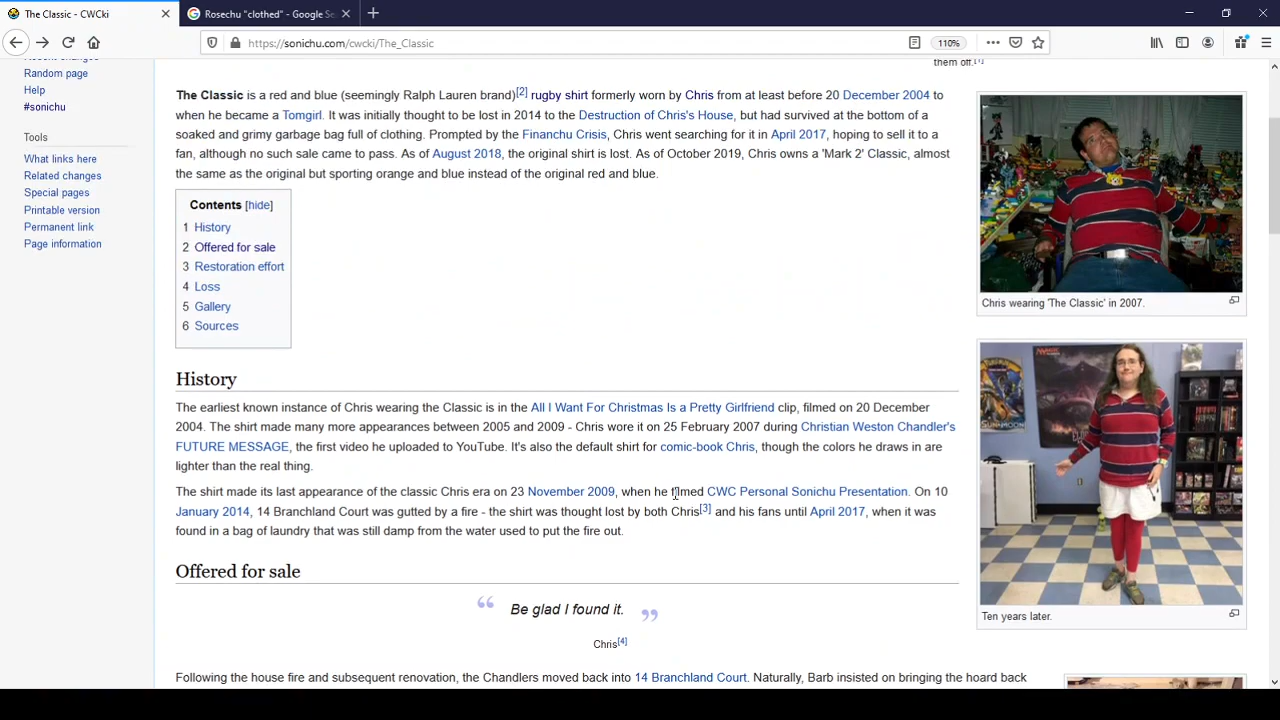 The Classic - CWCki
Rosechu "clothed" - Google Se
https://sonichu.com/cwcki/The_Classic
110%
Recent changes
Random page
Help
#sonichu
Tools
What links here
Related changes
Special pages
Printable version
Permanent link
Page information
them off.[1]
The Classic is a red and blue (seemingly Ralph Lauren brand)[2] rugby shirt formerly worn by Chris from at least before 20 December 2004 to
when he became a Tomgirl. It was initially thought to be lost in 2014 to the Destruction of Chris's House, but had survived at the bottom of a
soaked and grimy garbage bag full of clothing. Prompted by the Financhu Crisis, Chris went searching for it in April 2017, hoping to sell it to a
fan, although no such sale came to pass. As of August 2018, the original shirt is lost. As of October 2019, Chris owns a 'Mark 2' Classic, almost
the same as the original but sporting orange and blue instead of the original red and blue.
Contents [hide]
1 History
2 Offered for sale
3 Restoration effort
4 Loss
5 Gallery
6 Sources
Chris wearing 'The Classic' in 2007.
History
The earliest known instance of Chris wearing the Classic is in the All I Want For Christmas Is a Pretty Girlfriend clip, filmed on 20 December
2004. The shirt made many more appearances between 2005 and 2009 - Chris wore it on 25 February 2007 during Christian Weston Chandler's
FUTURE MESSAGE, the first video he uploaded to YouTube. It's also the default shirt for comic-book Chris, though the colors he draws in are
lighter than the real thing.
The shirt made its last appearance of the classic Chris era on 23 November 2009, when he filmed CWC Personal Sonichu Presentation. On 10
January 2014, 14 Branchland Court was gutted by a fire - the shirt was thought lost by both Chris[3] and his fans until April 2017, when it was
found in a bag of laundry that was still damp from the water used to put the fire out.
Ten years later.
Offered for sale
“ Be glad I found it. ”
Chris[4]
Following the house fire and subsequent renovation, the Chandlers moved back into 14 Branchland Court. Naturally, Barb insisted on bringing the hoard back